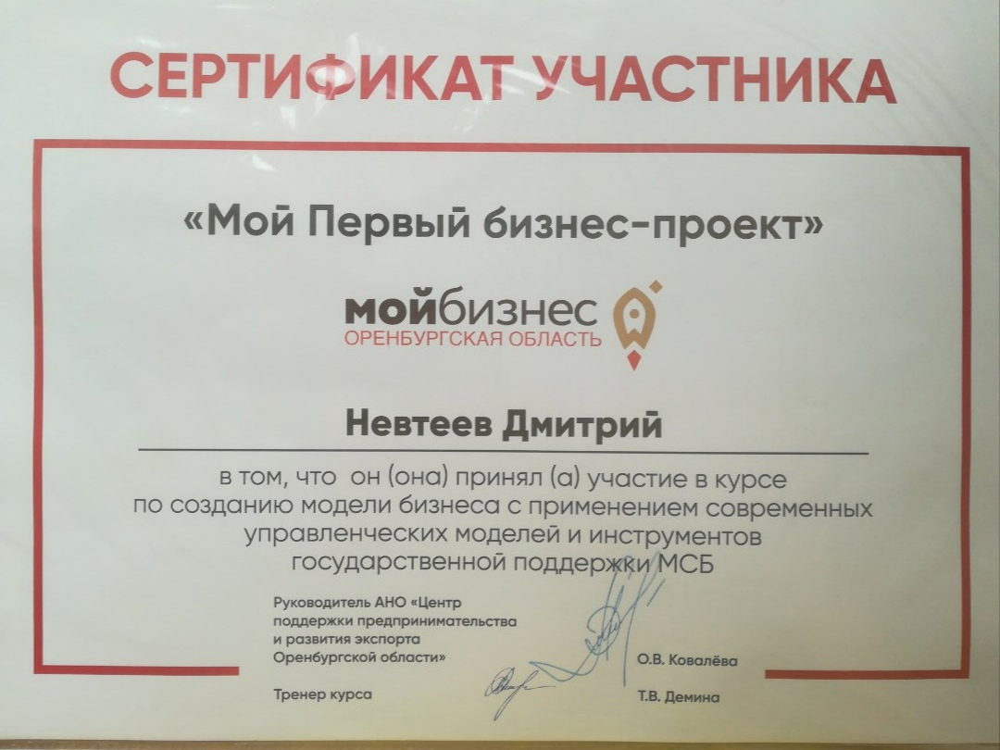 СЕРТИФИКАТ УЧАСТНИКА
«Мой Первый бизнес-проект»
мойбизнес
ОРЕНБУРГСКАЯ ОБЛАСТЬ
Невтеев Дмитрий
в том, что он (она) принял (а) участие в курсе
по созданию модели бизнеса с применением современных
управленческих моделей и инструментов
государственной поддержки МСБ
Руководитель АНО «Центр
поддержки предпринимательства
и развития экспорта
Оренбургской области»
О.В. Ковалёва
Тренер курса
Т.В. Демина